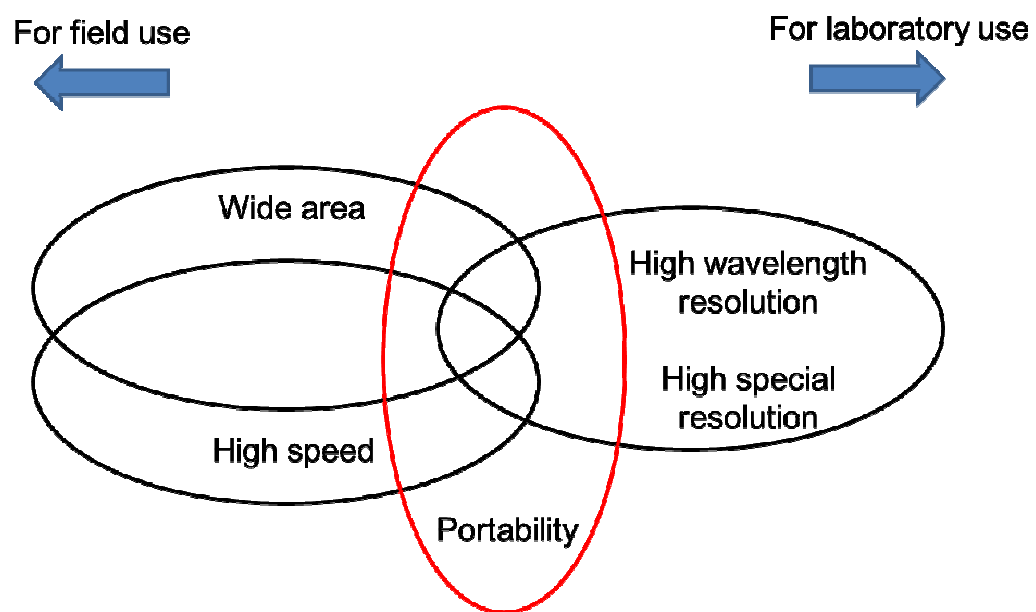 For field use
For laboratory use
Wide area
High wavelength
resolution
High special
resolution
High speed
Portability